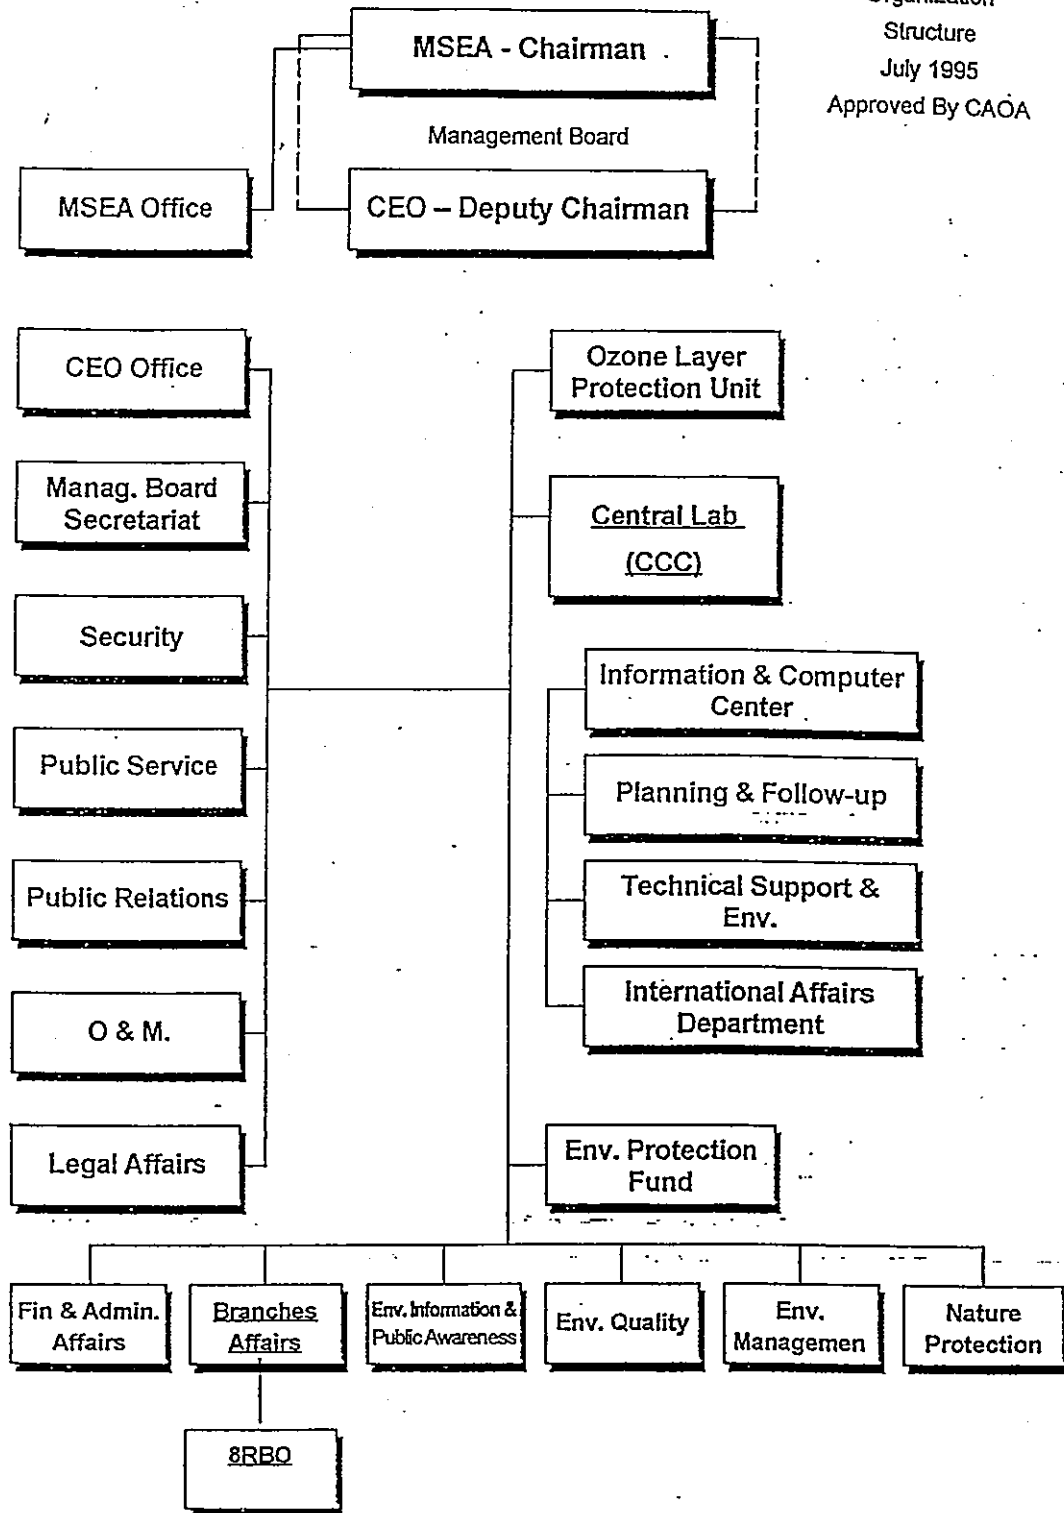 Organization
Structure
July 1995
Approved By CAOA
MSEA - Chairman
Management Board
MSEA Office
CEO – Deputy Chairman
CEO Office
Manag. Board
Secretariat
Security
Public Service
Public Relations
O & M.
Legal Affairs
Ozone Layer
Protection Unit
Central Lab
(CCC)
Information & Computer
Center
Planning & Follow-up
Technical Support &
Env.
International Affairs
Department
Env. Protection
Fund
Fin & Admin.
Affairs
Branches
Affairs
Env. Information &
Public Awareness
Env. Quality
Env.
Managemen
Nature
Protection
8RBO